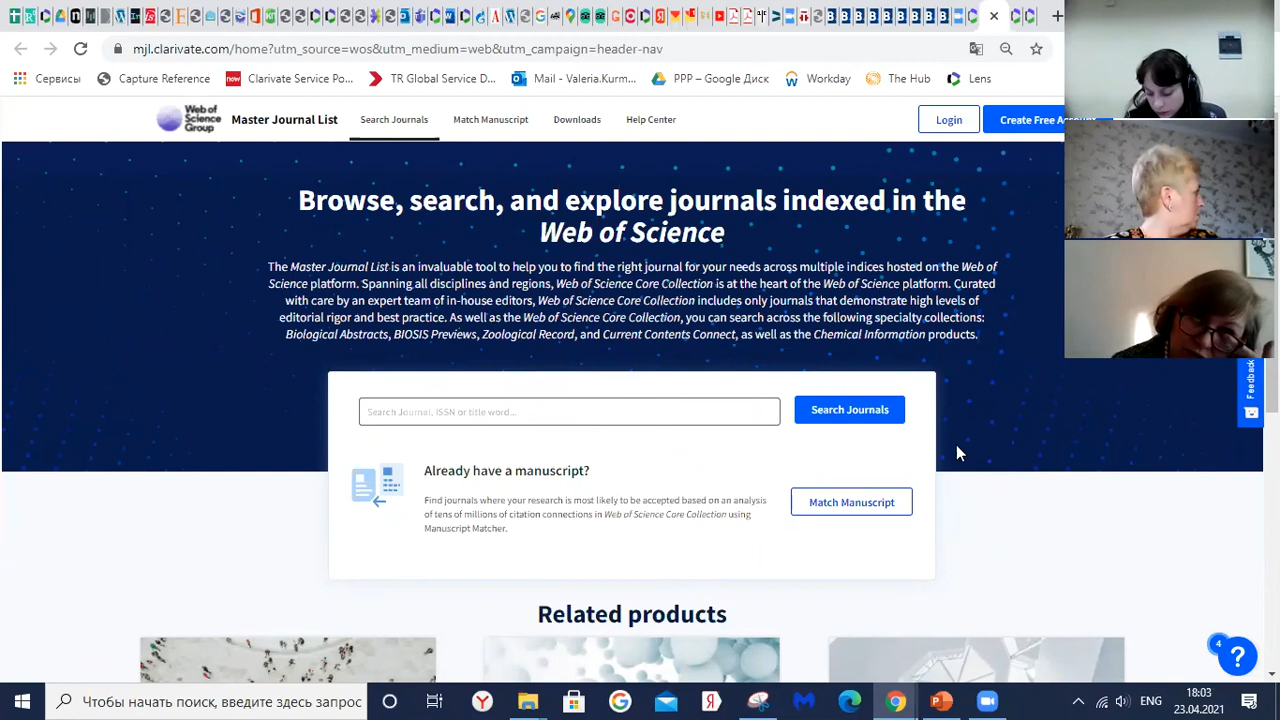 mjl.clarivate.com/home?utm_source=wos&utm_medium=web&utm_campaign=header-nav
Сервисы Capture Reference Clarivate Service Po... TR Global Service D... Mail - Valeria.Kurm... PPP – Google Диск Workday The Hub Lens
Web of
Science
Group
Master Journal List Search Journals Match Manuscript Downloads Help Center Login Create Free Account
Browse, search, and explore journals indexed in the
Web of Science
The Master Journal List is an invaluable tool to help you to find the right journal for your needs across multiple indices hosted on the Web of
Science platform. Spanning all disciplines and regions, Web of Science Core Collection is at the heart of the Web of Science platform. Curated
with care by an expert team of in-house editors, Web of Science Core Collection includes only journals that demonstrate high levels of
editorial rigor and best practice. As well as the Web of Science Core Collection, you can search across the following specialty collections:
Biological Abstracts, BIOSIS Previews, Zoological Record, and Current Contents Connect, as well as the Chemical Information products.
Feedback
Search Journal, ISSN or title word... Search Journals
Already have a manuscript?
Find journals where your research is most likely to be accepted based on an analysis
of tens of millions of citation connections in Web of Science Core Collection using
Manuscript Matcher.
Match Manuscript
Related products
4
?
Чтобы начать поиск, введите здесь запрос
ENG
18:03
23.04.2021